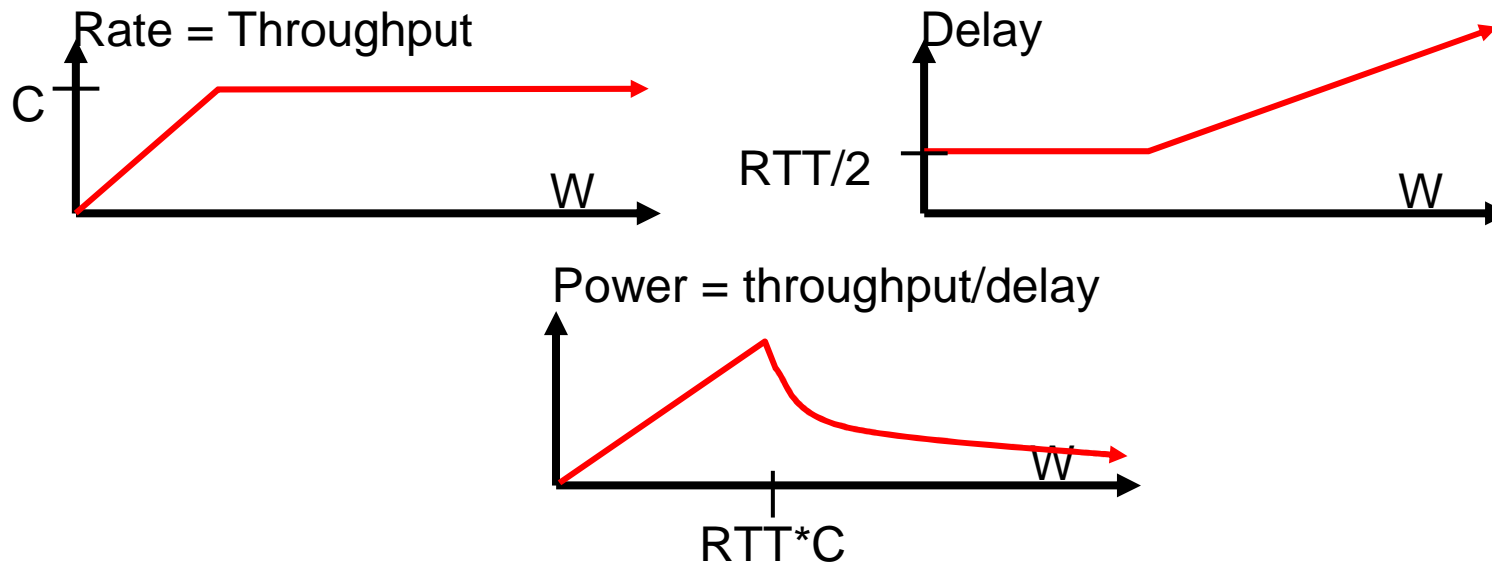 Rate = Throughput
C
W
Delay
RTT/2
W
Power = throughput/delay
W
RTT*C